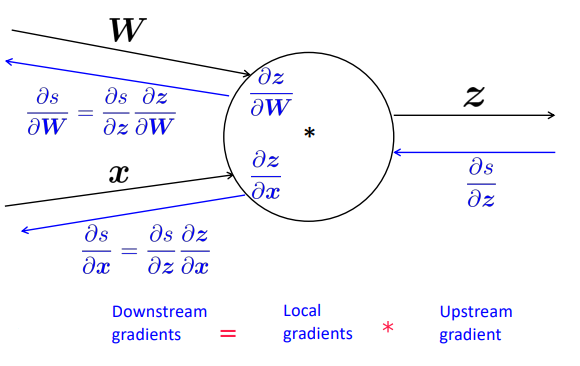 W
∂s/∂W = ∂s/∂z ∂z/∂W
∂z/∂W
*
z
x
∂z/∂x
∂s/∂z
∂s/∂x = ∂s/∂z ∂z/∂x
Downstream gradients = Local gradients * Upstream gradient